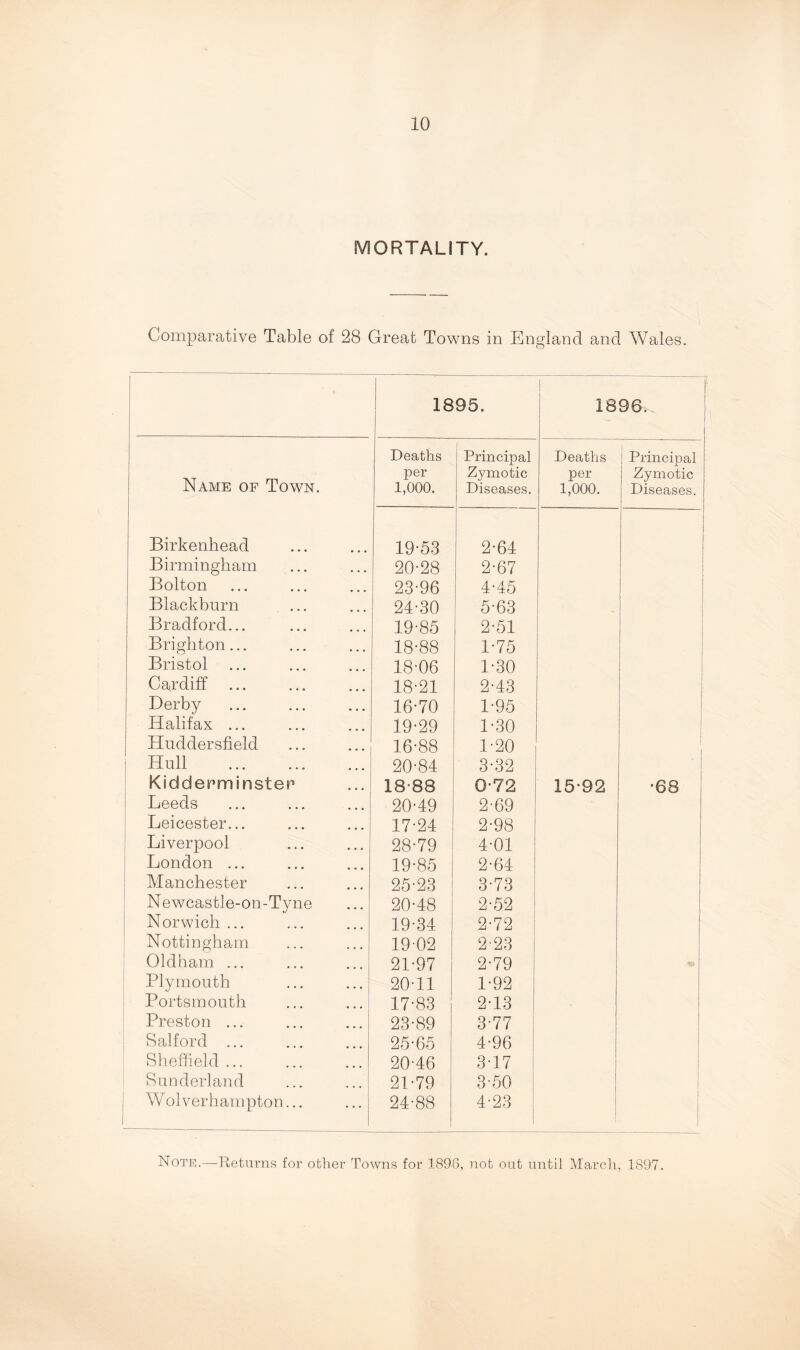 10
MORTALITY.
Comparative Table of 28 Great Towns in England and Wales.
1895. 1896.
Name of Town. Deaths per 1,000. Principal Zymotic Diseases. Deaths per 1,000. Principal Zymotic Diseases.
Birkenhead ... ... 19·53 2·64
Birmingham ... ... 20·28 2·67
Bolton ... ... ... 23·96 4·45
Blackburn ... ... 24·30 5·63
Bradford... ... ... 19·85 2·51
Brighton ... ... ... 18·88 1·75
Bristol ... ... ... 18·06 1·30
Cardiff ... ... ... 18·21 2·43
Derby ... ... ... 16·70 1·95
Halifax ... ... ... 19·29 1·30
Huddersfield ... ... 16·88 1·20
Hull ... ... ... 20·84 3·32
Kidderminster ... 18·88 0·72 15·92 ·68
Leeds ... ... ... 20·49 2·69
Leicester... ... ... 17·24 2·98
Liverpool ... ... 28·79 4·01
London ... ... ... 19·85 2·64
Manchester ... ... 25·23 3·73
Newcastle-on-Tyne ... 20·48 2·52
Norwich ... ... ... 19·34 2·72
Nottingham ... ... 19·02 2·23
Oldham ... ... ... 21·97 2·79
Plymouth ... ... 20·11 1·92
Portsmouth ... ... 17·83 2·13
Preston ... ... ... 23·89 3·77
Salford ... ... ... 25·65 4·96
Sheffield ... ... ... 20·46 3·17
Sunderland ... ... 21·79 3·50
Wolverhampton... ... 24·88 4·23
Note.—Returns for other Towns for 1896, not out until March, 1897.